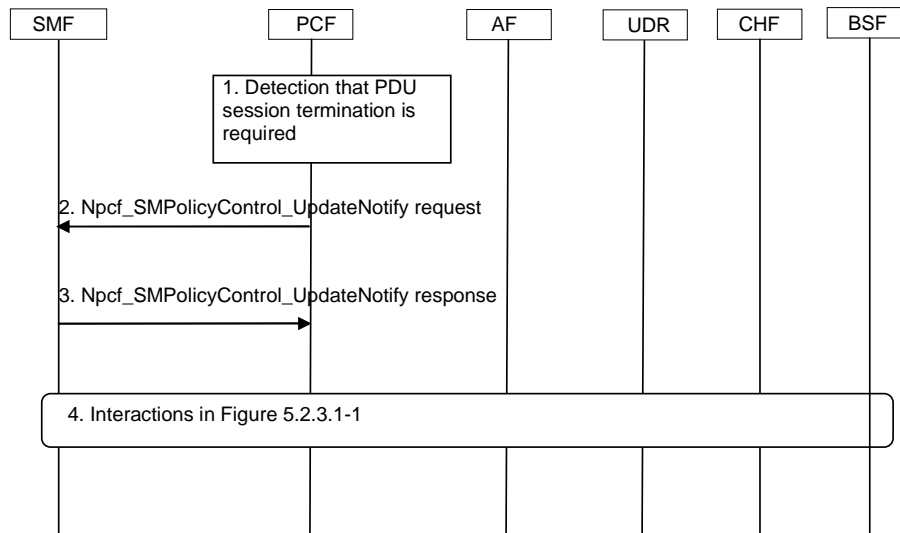 SMF PCF AF UDR CHF BSF
1. Detection that PDU
session termination is
required
2. Npcf_SMPolicyControl_UpdateNotify request
3. Npcf_SMPolicyControl_UpdateNotify response
4. Interactions in Figure 5.2.3.1-1